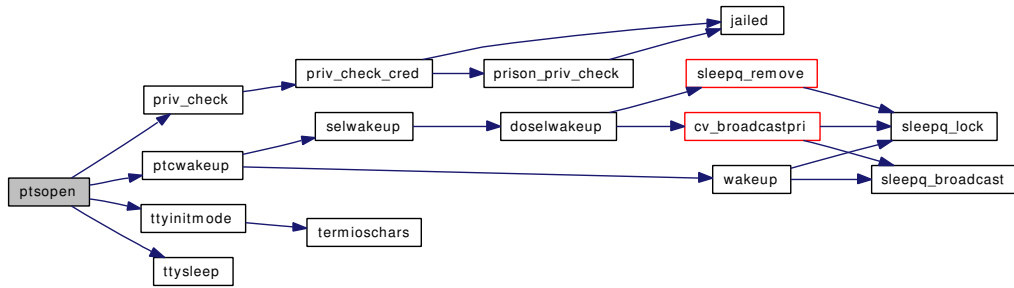 jailed
priv_check_cred
prison_priv_check
sleepq_remove
priv_check
selwakeup
doselwakeup
cv_broadcastpri
sleepq_lock
ptcwakeup
wakeup
sleepq_broadcast
ptsopen
ttyinitmode
termioschars
ttysleep